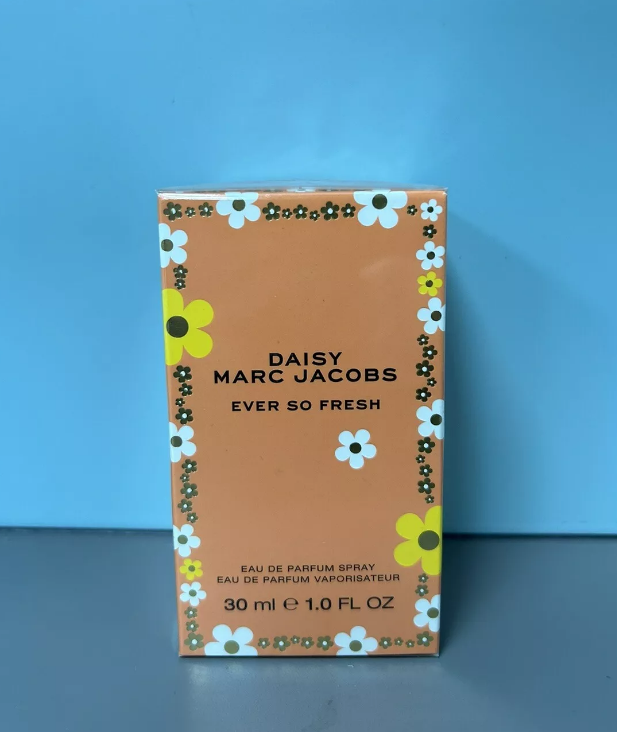 DAISY
MARC JACOBS
EVER SO FRESH
EAU DE PARFUM SPRAY
EAU DE PARFUM VAPORISATEUR
30 ml ℮ 1.0 FL OZ